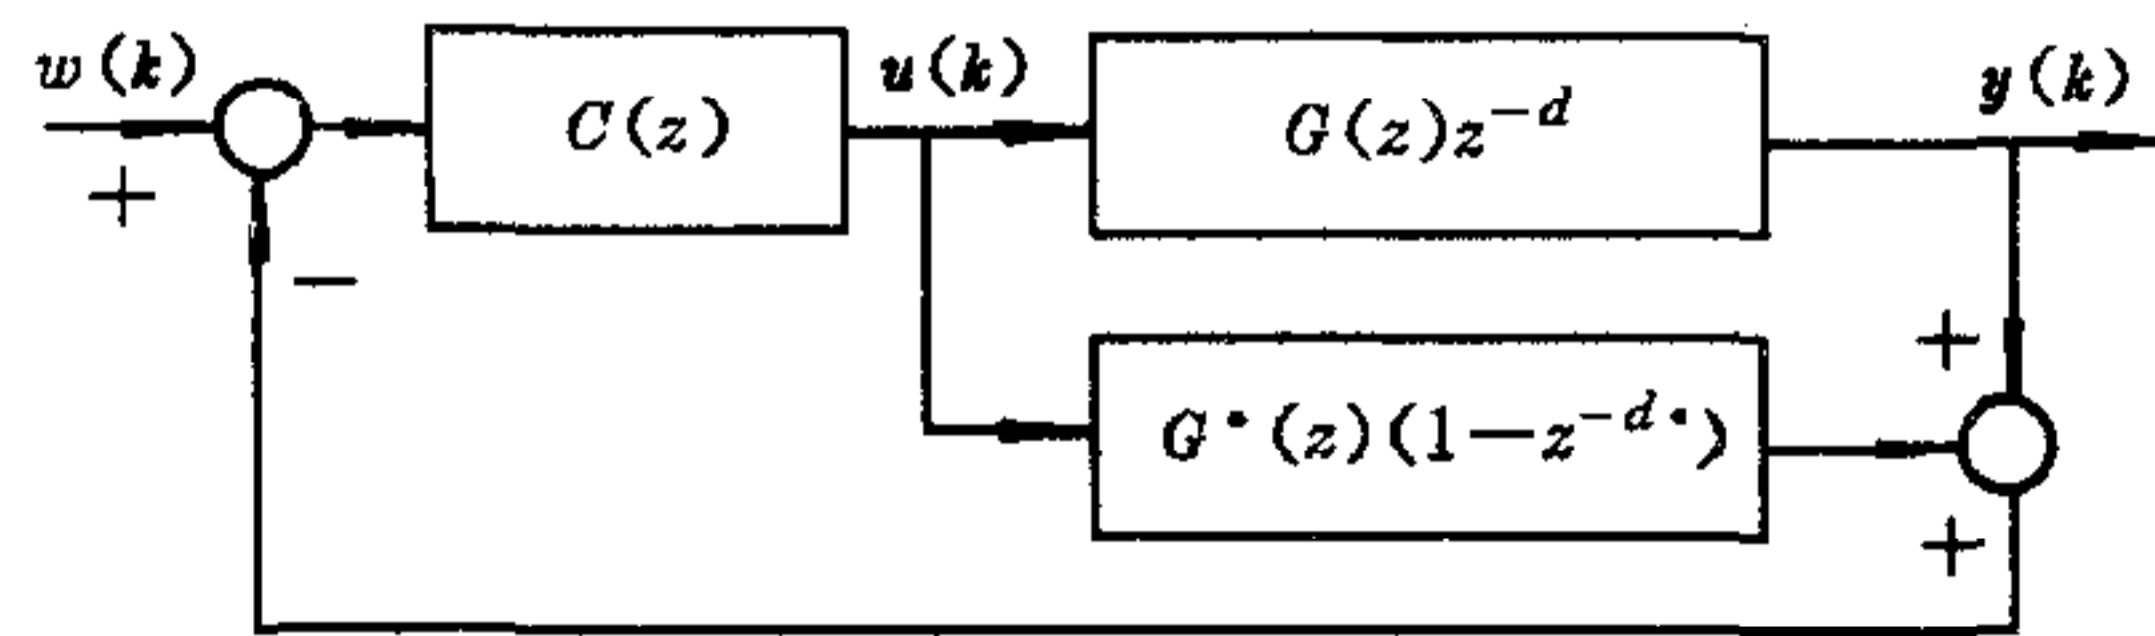 w(k)
+
−
C(z)
u(k)
G(z)z^{-d}
y(k)
G*(z)(1−z^{-d*})
+
+